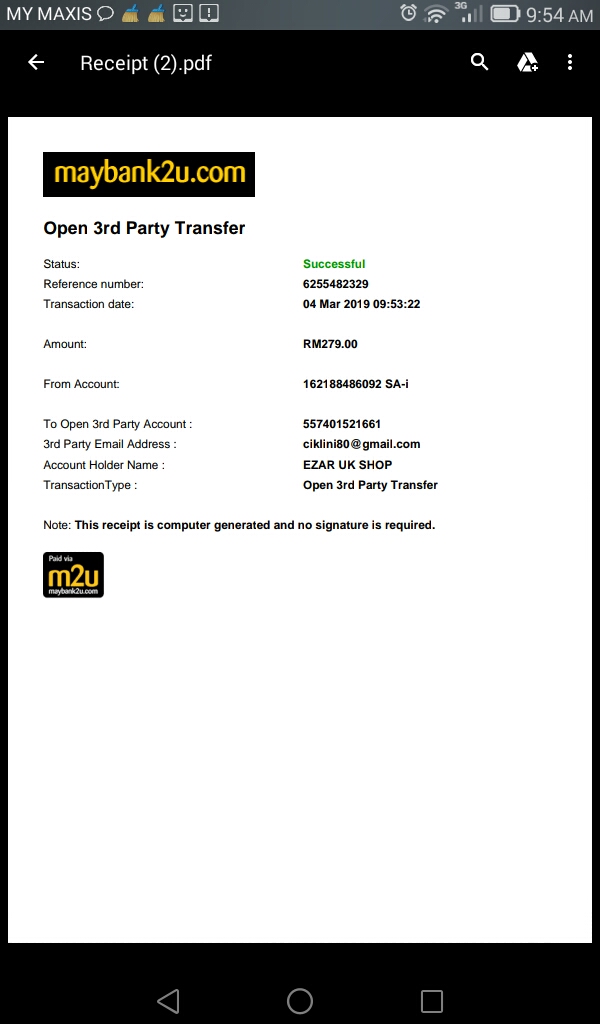 MY MAXIS 3G 9:54 AM
Receipt (2).pdf
maybank2u.com
Open 3rd Party Transfer
Status: Successful
Reference number: 6255482329
Transaction date: 04 Mar 2019 09:53:22
Amount: RM279.00
From Account: 162188486092 SA-i
To Open 3rd Party Account : 557401521661
3rd Party Email Address : ciklini80@gmail.com
Account Holder Name : EZAR UK SHOP
TransactionType : Open 3rd Party Transfer
Note: This receipt is computer generated and no signature is required.
Paid via
m2u
maybank2u.com